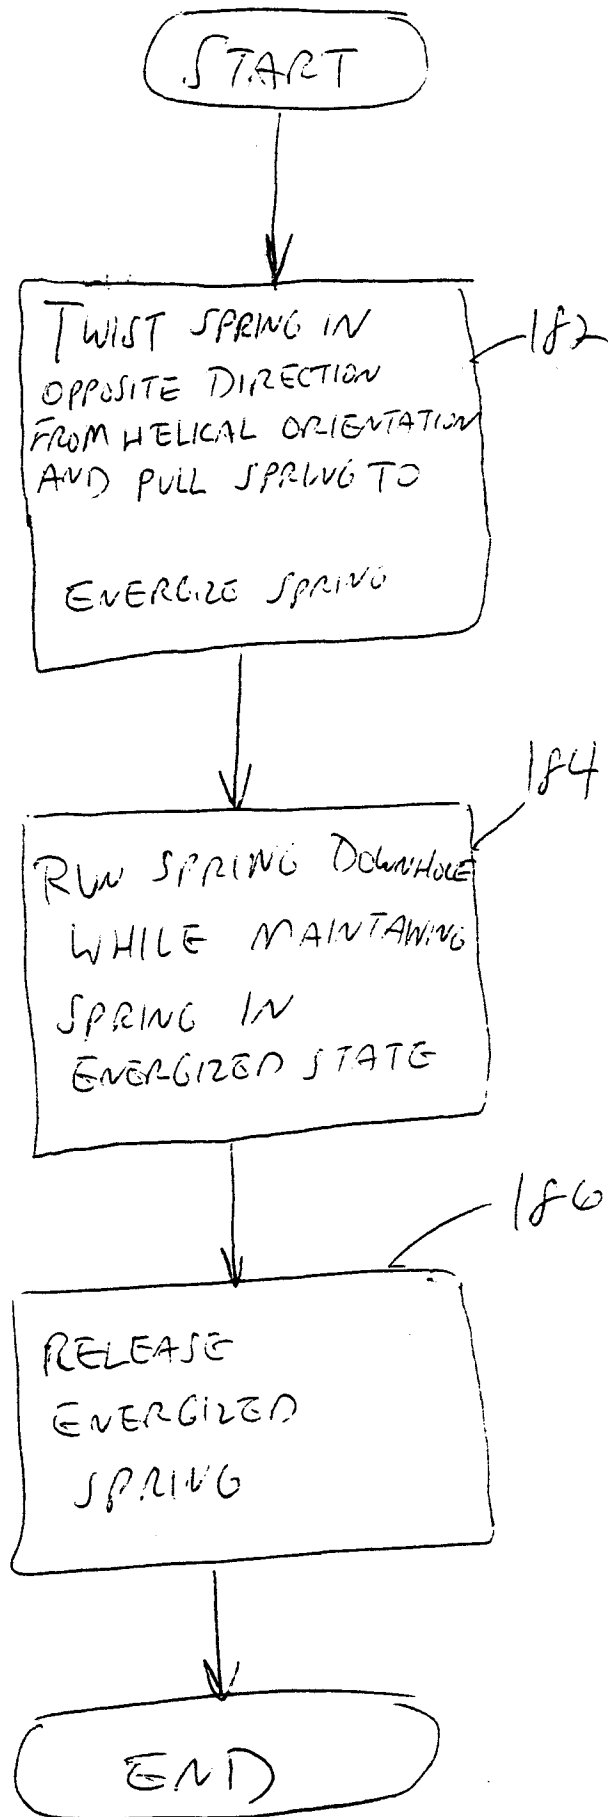 START
TWIST SPRING IN
182
OPPOSITE DIRECTION
FROM HELICAL ORIENTATION
AND PULL SPRING TO
ENERGIZE SPRING
184
RUN SPRING DOWNHOLE
WHILE MAINTAINING
SPRING IN
ENERGIZED STATE
186
RELEASE
ENERGIZED
SPRING
END